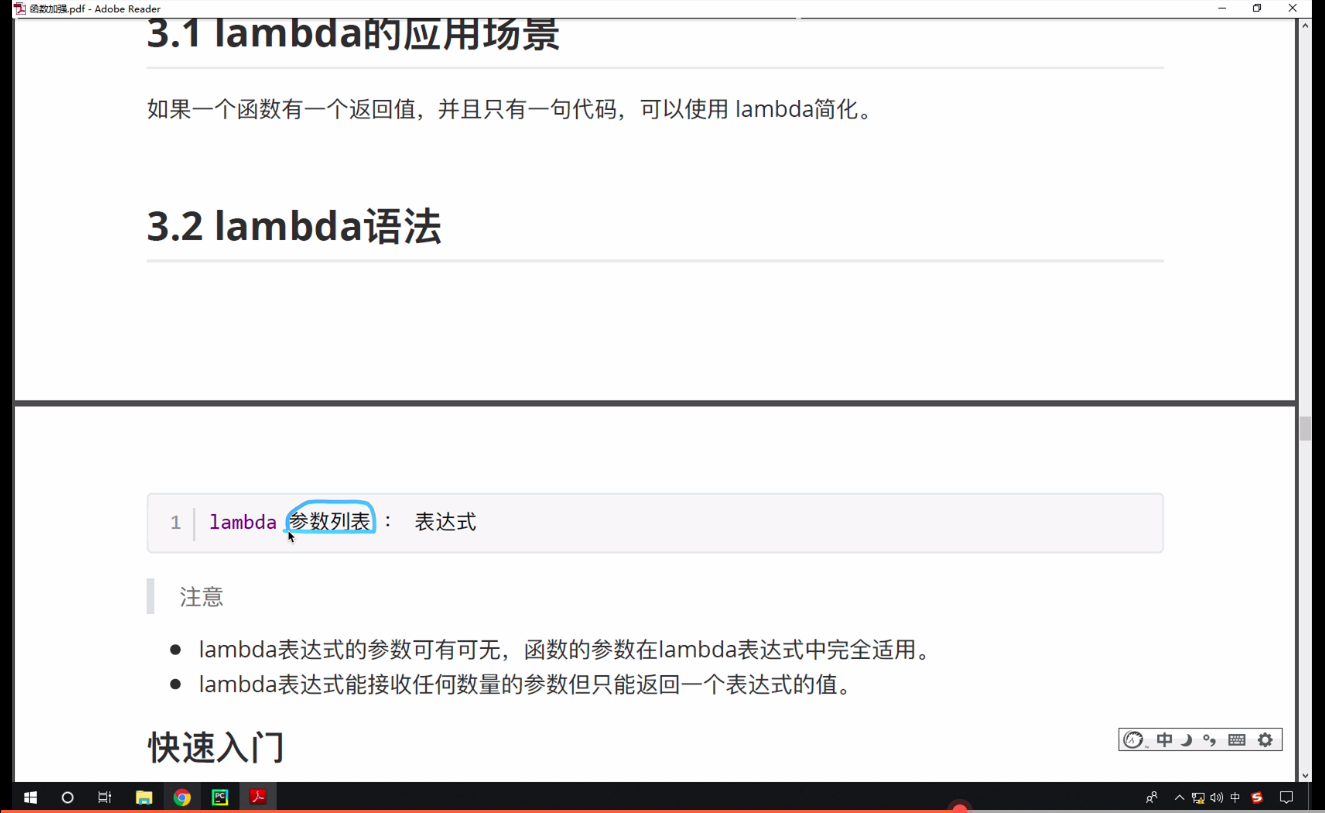 函数加强.pdf - Adobe Reader
3.1 lambda的应用场景
如果一个函数有一个返回值，并且只有一句代码，可以使用 lambda简化。
3.2 lambda语法
1 lambda 参数列表： 表达式
注意
lambda表达式的参数可有可无，函数的参数在lambda表达式中完全适用。
lambda表达式能接收任何数量的参数但只能返回一个表达式的值。
快速入门
中
PC
中